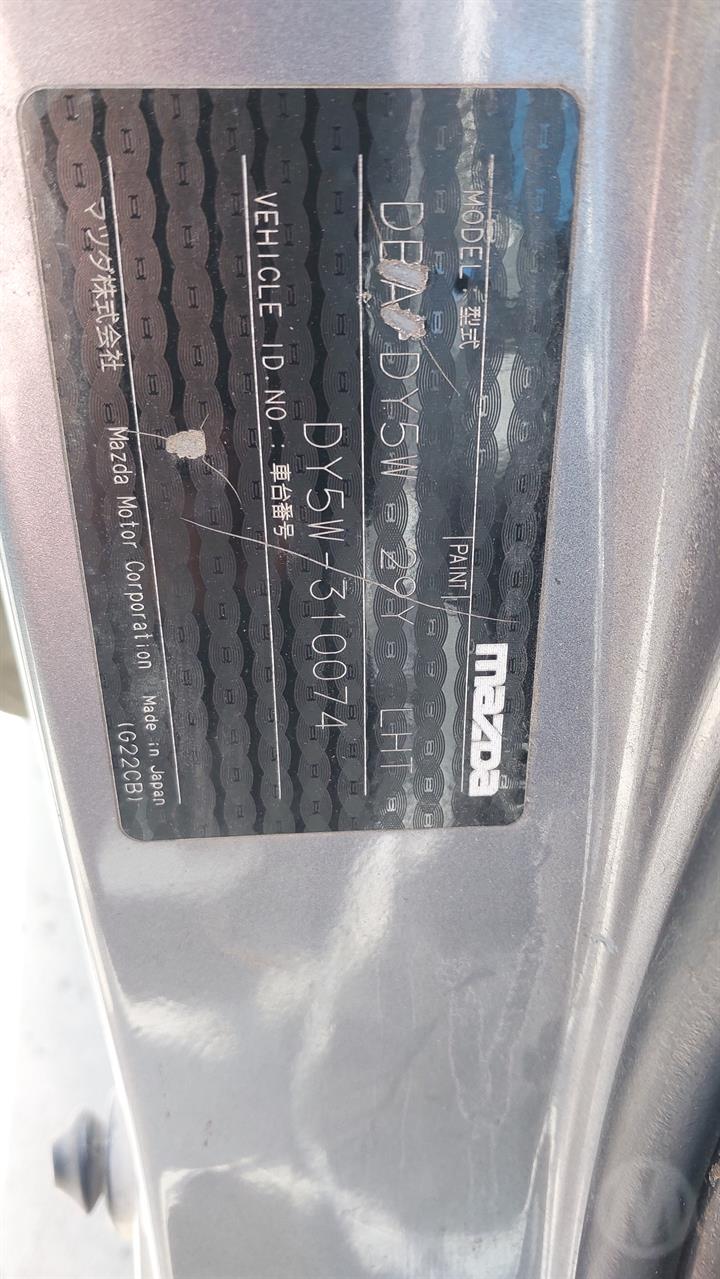 MODEL 型式 PAINT mazda
DBA-DY5W 29Y LHT
VEHICLE ID NO. 車台番号
DY5W-310074
マツダ株式会社 Mazda Motor Corporation Made in Japan
(G22CB)